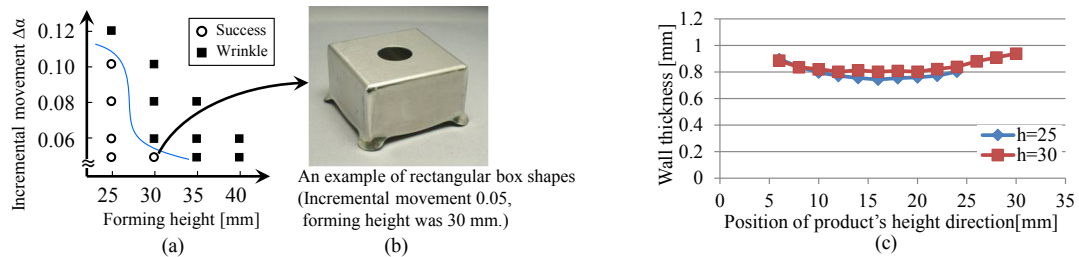 Incremental movement Δα
0.12
0.10
0.08
0.06
Success
Wrinkle
25 30 35 40
Forming height [mm]
(a)
An example of rectangular box shapes
(Incremental movement 0.05,
forming height was 30 mm.)
(b)
Wall thickness [mm]
1.2
1
0.8
0.6
0.4
0.2
0
h=25
h=30
0 5 10 15 20 25 30 35
Position of product's height direction[mm]
(c)